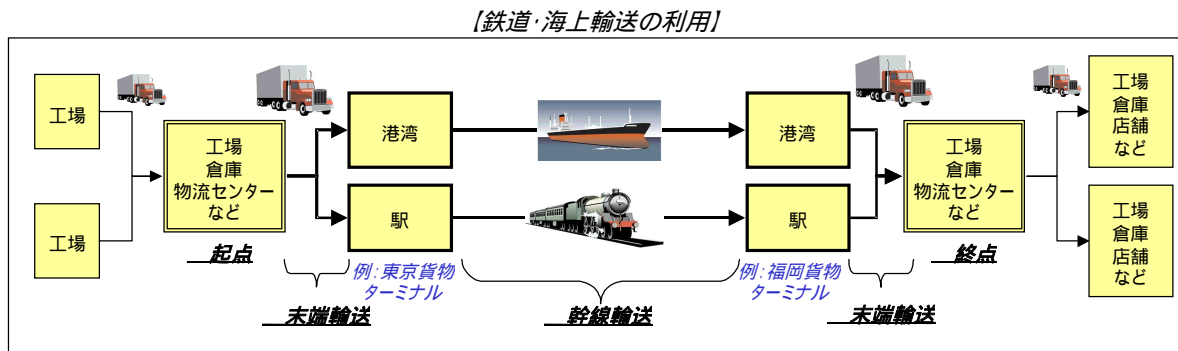 【鉄道・海上輸送の利用】
工場
工場
工場
倉庫
物流センター
など
起点
港湾
駅
例：東京貨物
ターミナル
末端輸送
幹線輸送
港湾
駅
例：福岡貨物
ターミナル
末端輸送
工場
倉庫
物流センター
など
終点
工場
倉庫
店舗
など
工場
倉庫
店舗
など